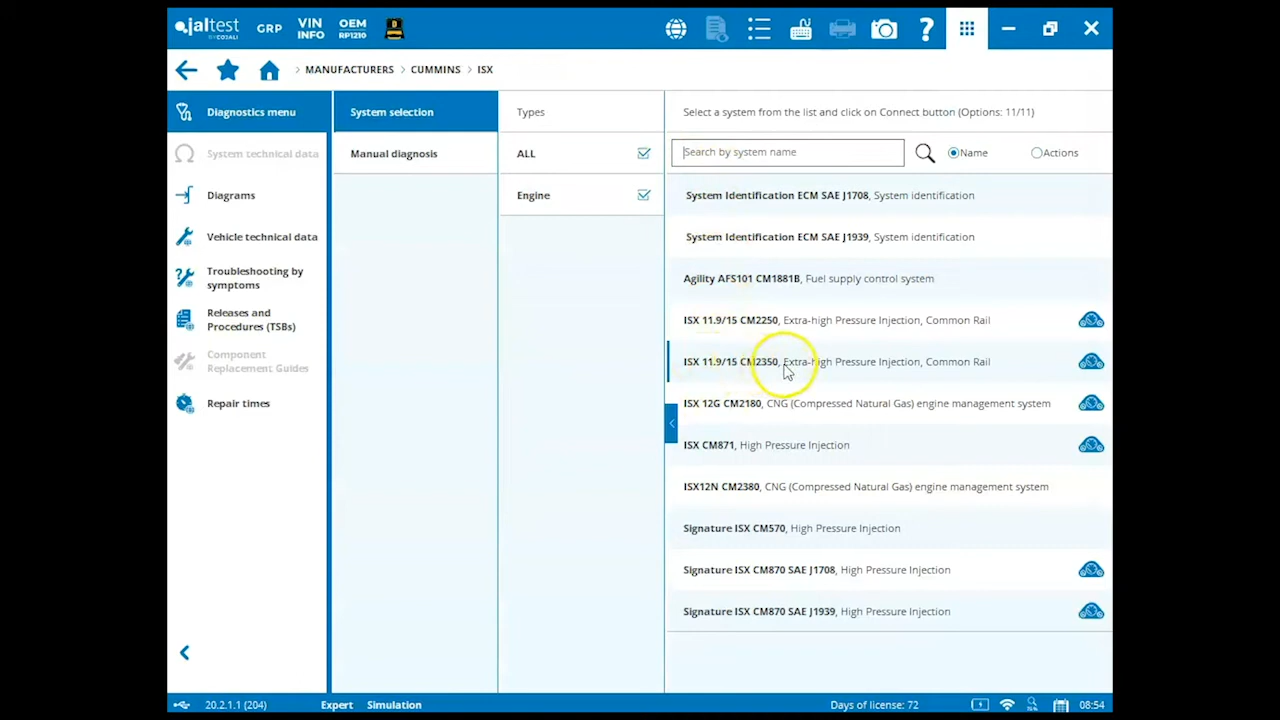 jaltest
BY COJALI
GRP
VIN
INFO
OEM
RP1210
D
?
> MANUFACTURERS > CUMMINS > ISX
Diagnostics menu
System technical data
Diagrams
Vehicle technical data
Troubleshooting by
symptoms
Releases and
Procedures (TSBs)
Component
Replacement Guides
Repair times
System selection
Manual diagnosis
Types
ALL
Engine
Select a system from the list and click on Connect button (Options: 11/11)
Search by system name
Name
Actions
System Identification ECM SAE J1708, System identification
System Identification ECM SAE J1939, System identification
Agility AFS101 CM1881B, Fuel supply control system
ISX 11.9/15 CM2250, Extra-high Pressure Injection, Common Rail
ISX 11.9/15 CM2350, Extra-high Pressure Injection, Common Rail
ISX 12G CM2180, CNG (Compressed Natural Gas) engine management system
ISX CM871, High Pressure Injection
ISX12N CM2380, CNG (Compressed Natural Gas) engine management system
Signature ISX CM570, High Pressure Injection
Signature ISX CM870 SAE J1708, High Pressure Injection
Signature ISX CM870 SAE J1939, High Pressure Injection
20.2.1.1 (204)
Expert
Simulation
Days of license: 72
08:54